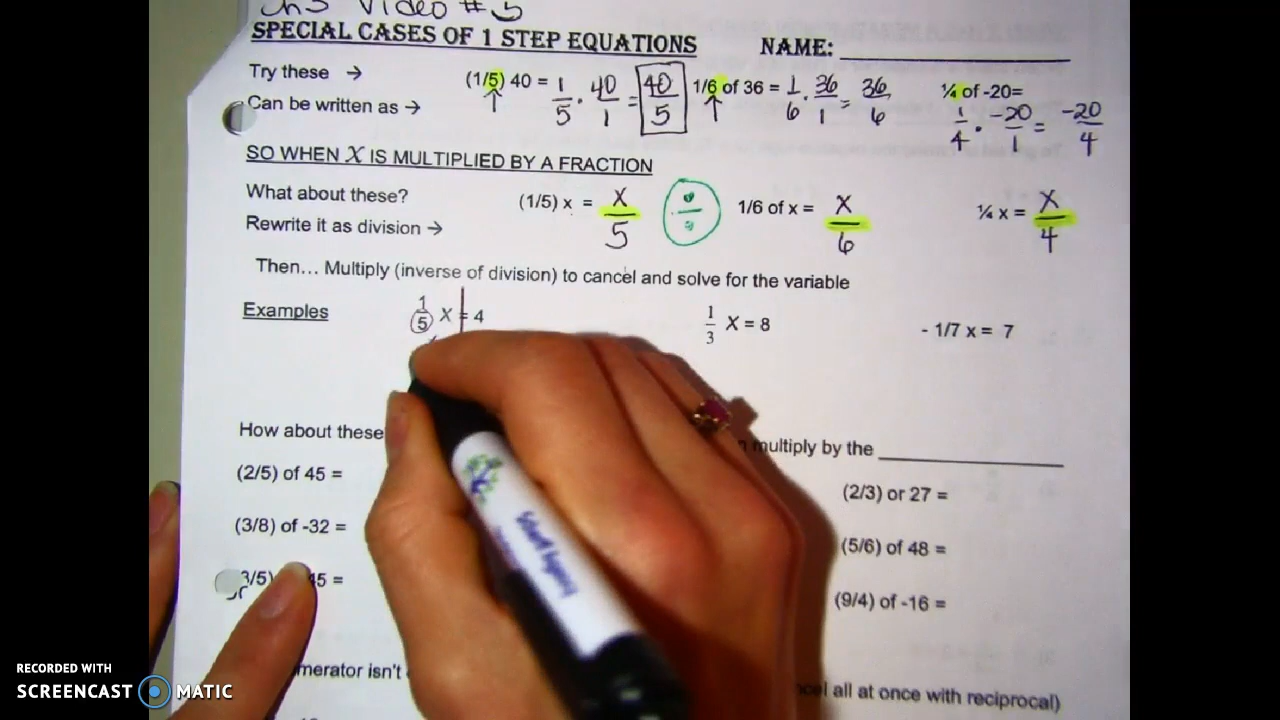 Ch 3 Video # 5
SPECIAL CASES OF 1 STEP EQUATIONS NAME:
Try these → (1/5) 40 = 1/5 · 40/1 = 40/5 1/6 of 36 = 1/6 · 36/1 = 36/6 ¼ of -20=
Can be written as → 1/4 · -20/1 = -20/4
SO WHEN X IS MULTIPLIED BY A FRACTION
What about these? (1/5) x = x/5 1/6 of x = x/6 ¼ x = x/4
Rewrite it as division →
Then… Multiply (inverse of division) to cancel and solve for the variable
Examples 1/5 X = 4 1/3 X = 8 - 1/7 x = 7
How about these multiply by the
(2/5) of 45 = (2/3) or 27 =
(3/8) of -32 = (5/6) of 48 =
3/5) 45 = (9/4) of -16 =
merator isn't all at once with reciprocal)
RECORDED WITH
SCREENCAST MATIC